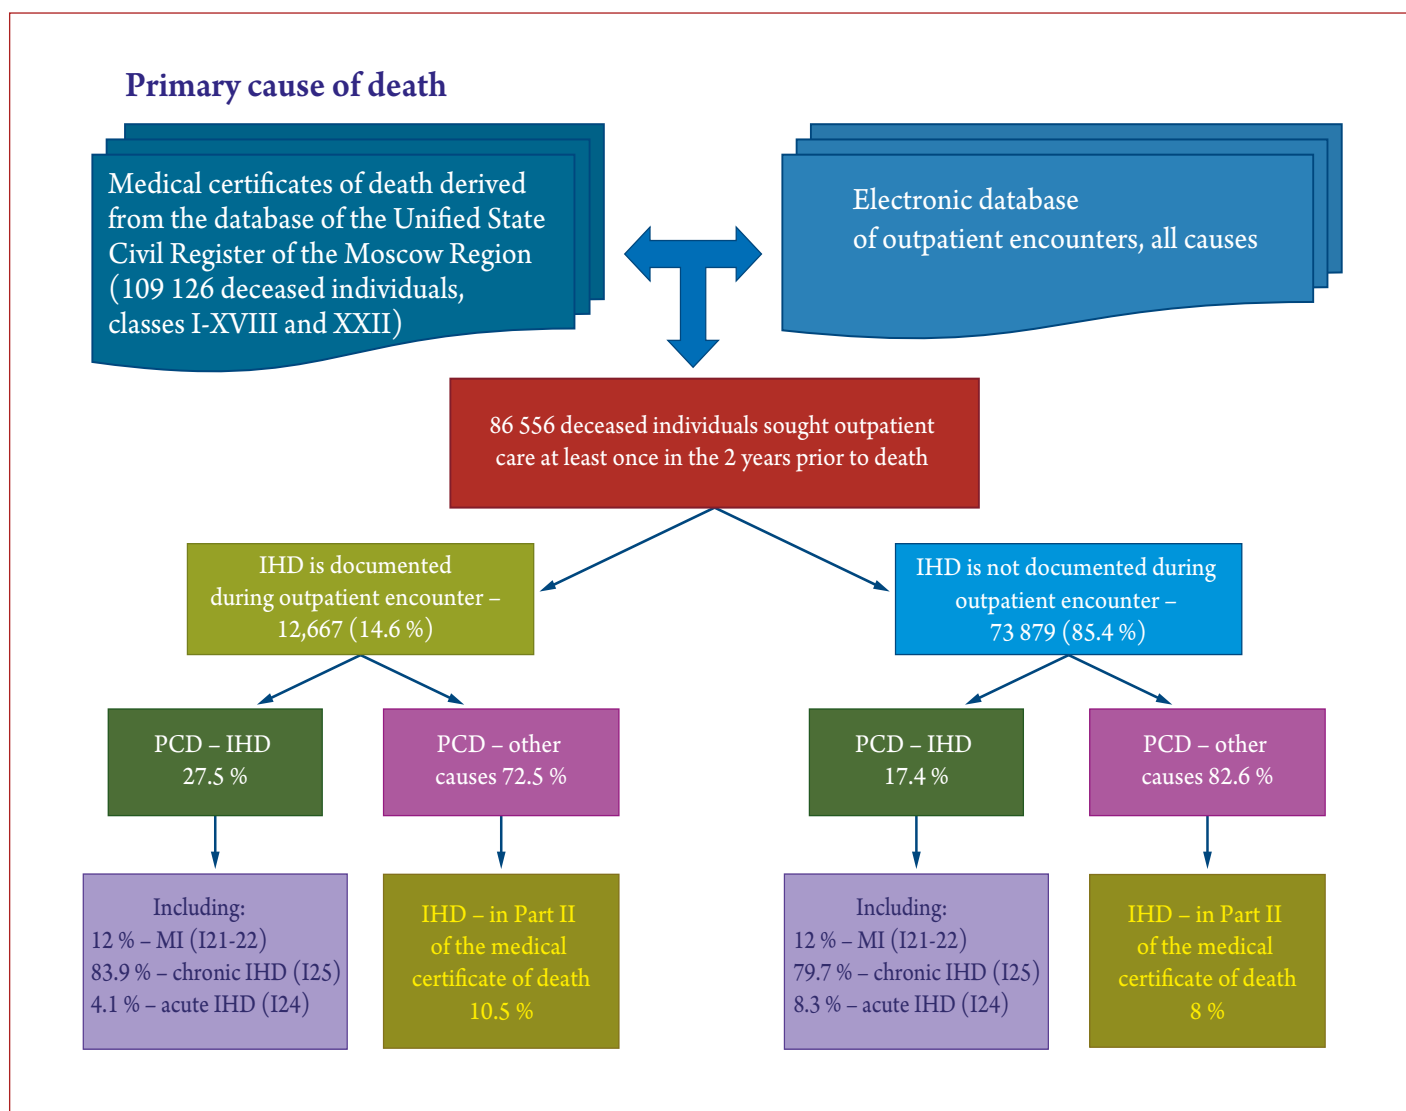 Primary cause of death
Medical certificates of death derived
from the database of the Unified State
Civil Register of the Moscow Region
(109 126 deceased individuals,
classes I-XVIII and XXII)
Electronic database
of outpatient encounters, all causes
86 556 deceased individuals sought outpatient
care at least once in the 2 years prior to death
IHD is documented
during outpatient encounter –
12,667 (14.6 %)
IHD is not documented during
outpatient encounter –
73 879 (85.4 %)
PCD – IHD
27.5 %
PCD – other
causes 72.5 %
PCD – IHD
17.4 %
PCD – other
causes 82.6 %
Including:
12 % – MI (I21-22)
83.9 % – chronic IHD (I25)
4.1 % – acute IHD (I24)
IHD – in Part II
of the medical
certificate of death
10.5 %
Including:
12 % – MI (I21-22)
79.7 % – chronic IHD (I25)
8.3 % – acute IHD (I24)
IHD – in Part II
of the medical
certificate of death
8 %